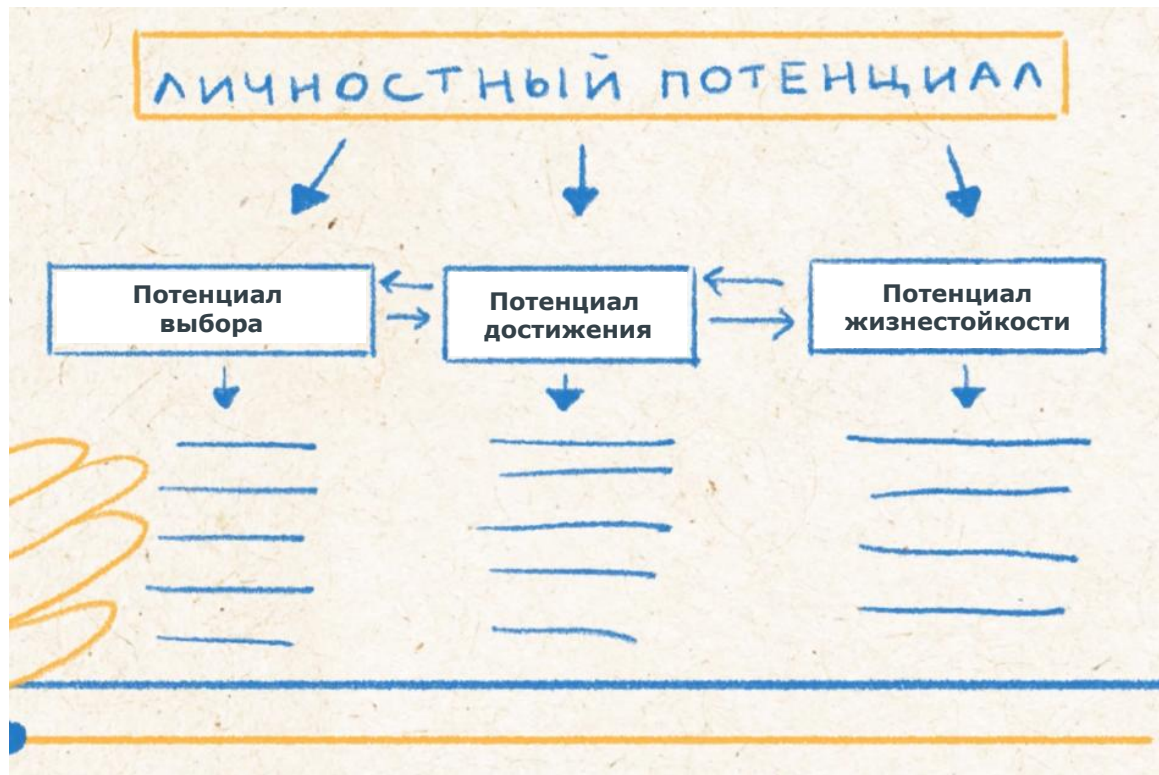 ЛИЧНОСТНЫЙ ПОТЕНЦИАЛ
Потенциал
выбора
Потенциал
достижения
Потенциал
жизнестойкости